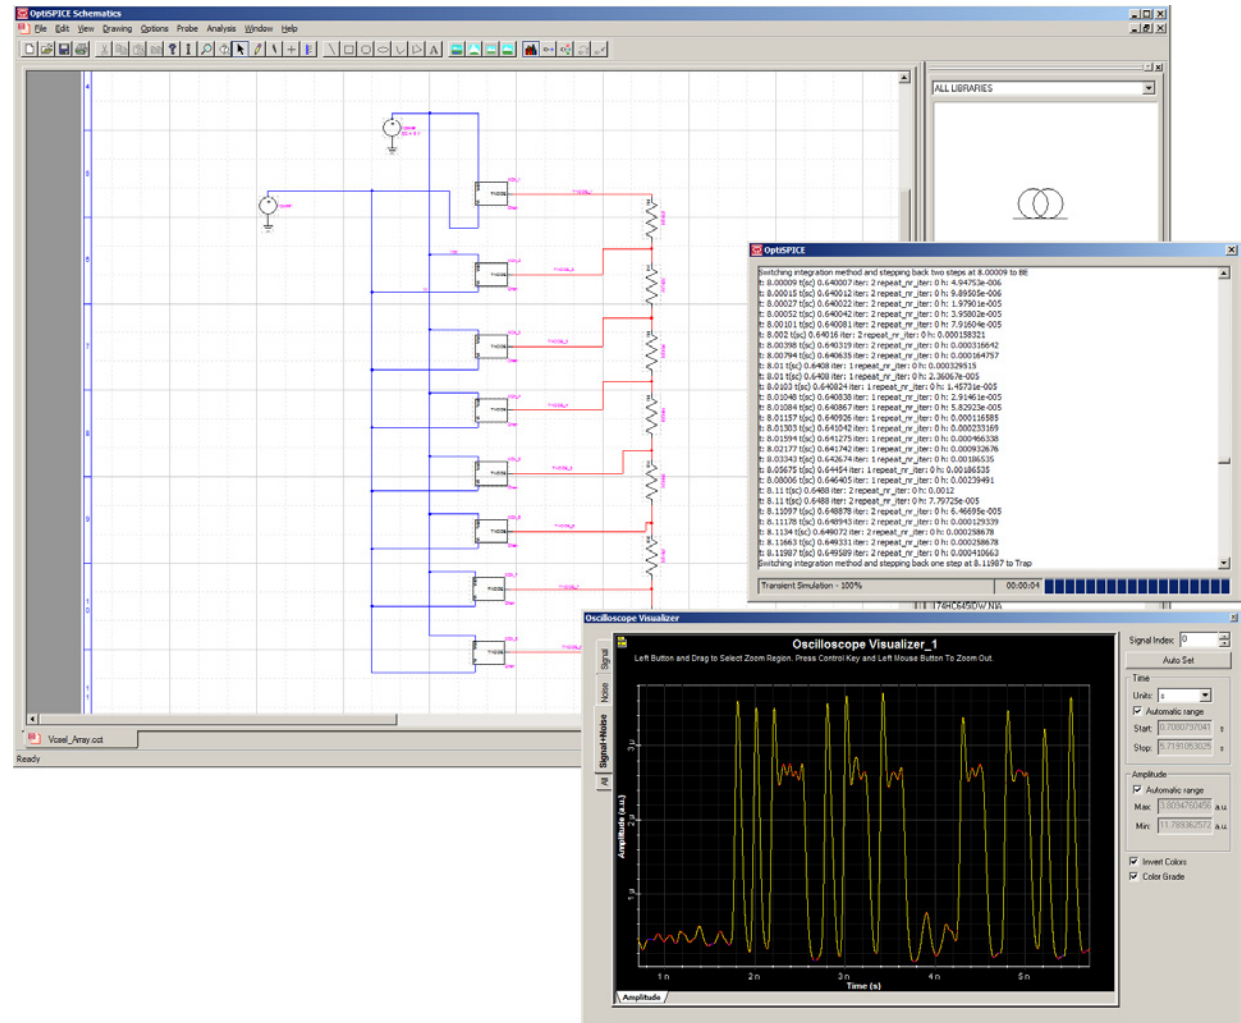 OptiSPICE Schematics
File Edit View Drawing Options Probe Analysis Window Help
ALL LIBRARIES
OptiSPICE
Switching integration method and stepping back two steps at 8.00009 to BE
t: 8.00009 t(sc) 0.640007 iter: 2 repeat_nr_iter: 0 h: 4.94753e-006
t: 8.00015 t(sc) 0.640012 iter: 2 repeat_nr_iter: 0 h: 9.89505e-006
t: 8.00027 t(sc) 0.640022 iter: 2 repeat_nr_iter: 0 h: 1.97901e-005
t: 8.00052 t(sc) 0.640042 iter: 2 repeat_nr_iter: 0 h: 3.95802e-005
t: 8.00101 t(sc) 0.640081 iter: 2 repeat_nr_iter: 0 h: 7.91604e-005
t: 8.002 t(sc) 0.64016 iter: 2 repeat_nr_iter: 0 h: 0.000158321
t: 8.00398 t(sc) 0.640319 iter: 2 repeat_nr_iter: 0 h: 0.000316642
t: 8.00794 t(sc) 0.640635 iter: 2 repeat_nr_iter: 0 h: 0.000164757
t: 8.01 t(sc) 0.6408 iter: 1 repeat_nr_iter: 0 h: 0.000329515
t: 8.01 t(sc) 0.6408 iter: 1 repeat_nr_iter: 0 h: 2.36067e-005
t: 8.0103 t(sc) 0.640824 iter: 1 repeat_nr_iter: 0 h: 1.45731e-005
t: 8.01048 t(sc) 0.640838 iter: 1 repeat_nr_iter: 0 h: 2.91461e-005
t: 8.01084 t(sc) 0.640867 iter: 1 repeat_nr_iter: 0 h: 5.82923e-005
t: 8.01157 t(sc) 0.640926 iter: 1 repeat_nr_iter: 0 h: 0.000116585
t: 8.01303 t(sc) 0.641042 iter: 1 repeat_nr_iter: 0 h: 0.000233169
t: 8.01594 t(sc) 0.641275 iter: 1 repeat_nr_iter: 0 h: 0.000466338
t: 8.02177 t(sc) 0.641742 iter: 1 repeat_nr_iter: 0 h: 0.000932676
t: 8.03343 t(sc) 0.642674 iter: 1 repeat_nr_iter: 0 h: 0.00186535
t: 8.05675 t(sc) 0.64454 iter: 1 repeat_nr_iter: 0 h: 0.00186535
t: 8.08006 t(sc) 0.646405 iter: 1 repeat_nr_iter: 0 h: 0.00239491
t: 8.11 t(sc) 0.6488 iter: 2 repeat_nr_iter: 0 h: 0.0012
t: 8.11 t(sc) 0.6488 iter: 2 repeat_nr_iter: 0 h: 7.79725e-005
t: 8.11097 t(sc) 0.648878 iter: 2 repeat_nr_iter: 0 h: 6.46695e-005
t: 8.11178 t(sc) 0.648943 iter: 2 repeat_nr_iter: 0 h: 0.000129339
t: 8.1134 t(sc) 0.649072 iter: 2 repeat_nr_iter: 0 h: 0.000258678
t: 8.11663 t(sc) 0.649331 iter: 2 repeat_nr_iter: 0 h: 0.000258678
t: 8.11987 t(sc) 0.649589 iter: 2 repeat_nr_iter: 0 h: 0.000410663
Switching integration method and stepping back one step at 8.11987 to Trap
Transient Simulation - 100% 00:00:04
Vcsel_Array.cct
Ready
Oscilloscope Visualizer
Oscilloscope Visualizer_1
Left Button and Drag to Select Zoom Region. Press Control Key and Left Mouse Button To Zoom Out.
Signal
Noise
Signal+Noise
All
Amplitude (a.u.)
3 µ
2 µ
1 µ
1 n 2 n 3 n 4 n 5 n
Time (s)
Amplitude
Signal Index: 0
Auto Set
Time
Units: s
Automatic range
Start: 0.7080797041 s
Stop: 5.7191053025 s
Amplitude
Automatic range
Max: 3.8094760456 a.u.
Min: 11.789362572 a.u.
Invert Colors
Color Grade